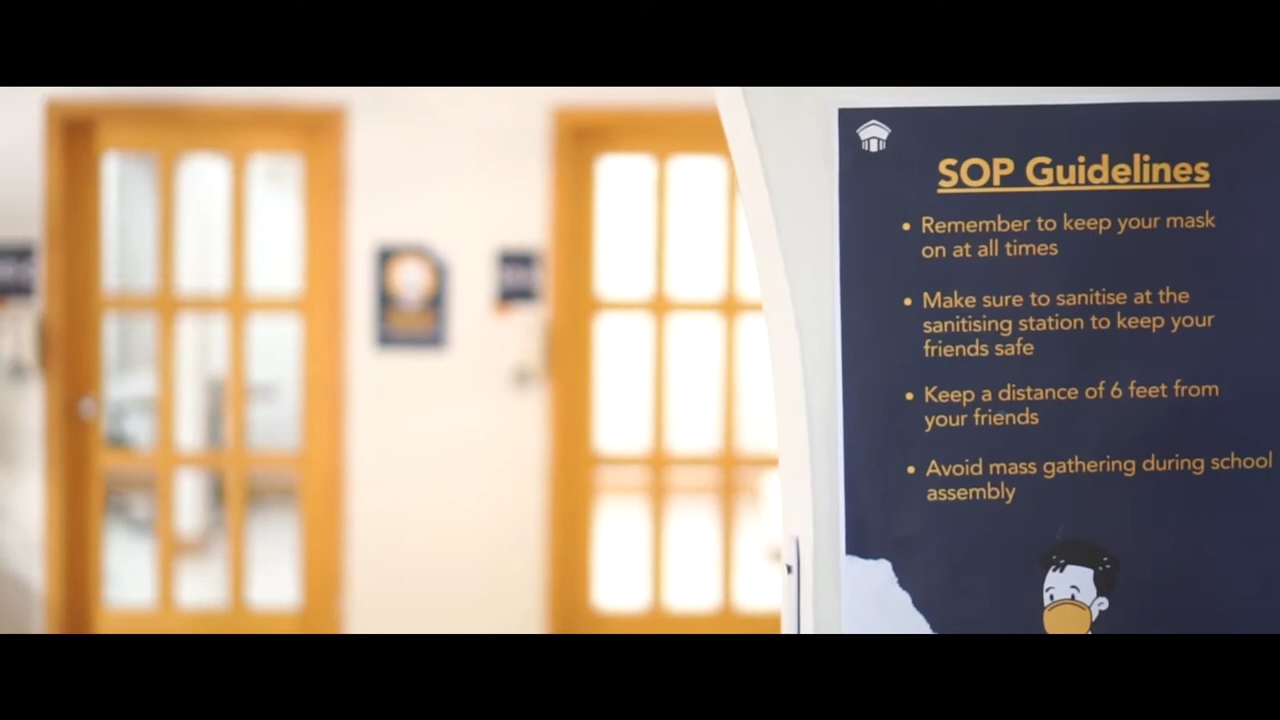 SOP Guidelines
• Remember to keep your mask
on at all times
• Make sure to sanitise at the
sanitising station to keep your
friends safe
• Keep a distance of 6 feet from
your friends
• Avoid mass gathering during school
assembly